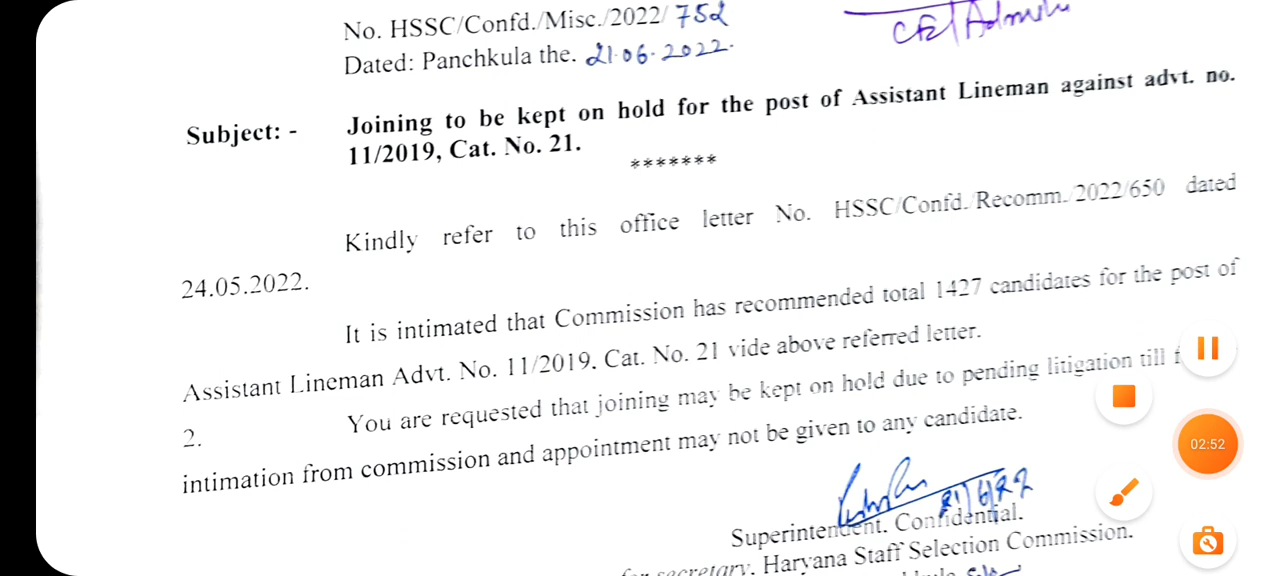 No. HSSC/Confd./Misc./2022/ 752
CE/Admn
Dated: Panchkula the. 21.06.2022.
Subject: - Joining to be kept on hold for the post of Assistant Lineman against advt. no.
11/2019, Cat. No. 21.
*******
Kindly refer to this office letter No. HSSC/Confd./Recomm./2022/650 dated
24.05.2022.
It is intimated that Commission has recommended total 1427 candidates for the post of
Assistant Lineman Advt. No. 11/2019, Cat. No. 21 vide above referred letter.
2. You are requested that joining may be kept on hold due to pending litigation till
intimation from commission and appointment may not be given to any candidate.
21/6/22
Superintendent. Confidential.
for secretary, Haryana Staff Selection Commission.
02:52